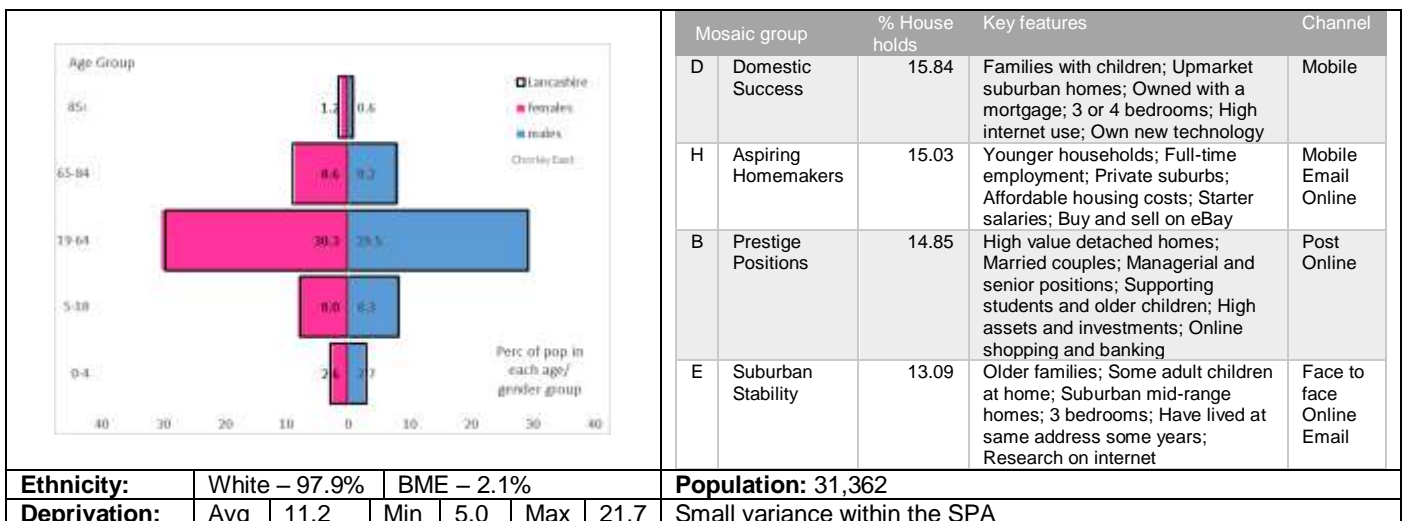 Age Group
Lancashire
females
males
Chorley East
85+
0.6
65-84
8.6 8.2
19-64
30.3 29.5
5-18
8.0 8.3
0-4
Perc of pop in
each age/
gender group
40 30 20 10 0 10 20 30 40
Mosaic group % House holds Key features Channel
D Domestic Success 15.84 Families with children; Upmarket Mobile
suburban homes; Owned with a
mortgage; 3 or 4 bedrooms; High
internet use; Own new technology
H Aspiring Homemakers 15.03 Younger households; Full-time Mobile
employment; Private suburbs; Email
Affordable housing costs; Starter Online
salaries; Buy and sell on eBay
B Prestige Positions 14.85 High value detached homes; Post
Married couples; Managerial and Online
senior positions; Supporting
students and older children; High
assets and investments; Online
shopping and banking
E Suburban Stability 13.09 Older families; Some adult children Face to
at home; Suburban mid-range face
homes; 3 bedrooms; Have lived at Online
same address some years; Email
Research on internet
Ethnicity: White – 97.9% BME – 2.1% Population: 31,362
Deprivation: Avg 11.2 Min 5.0 Max 21.7 Small variance within the SPA